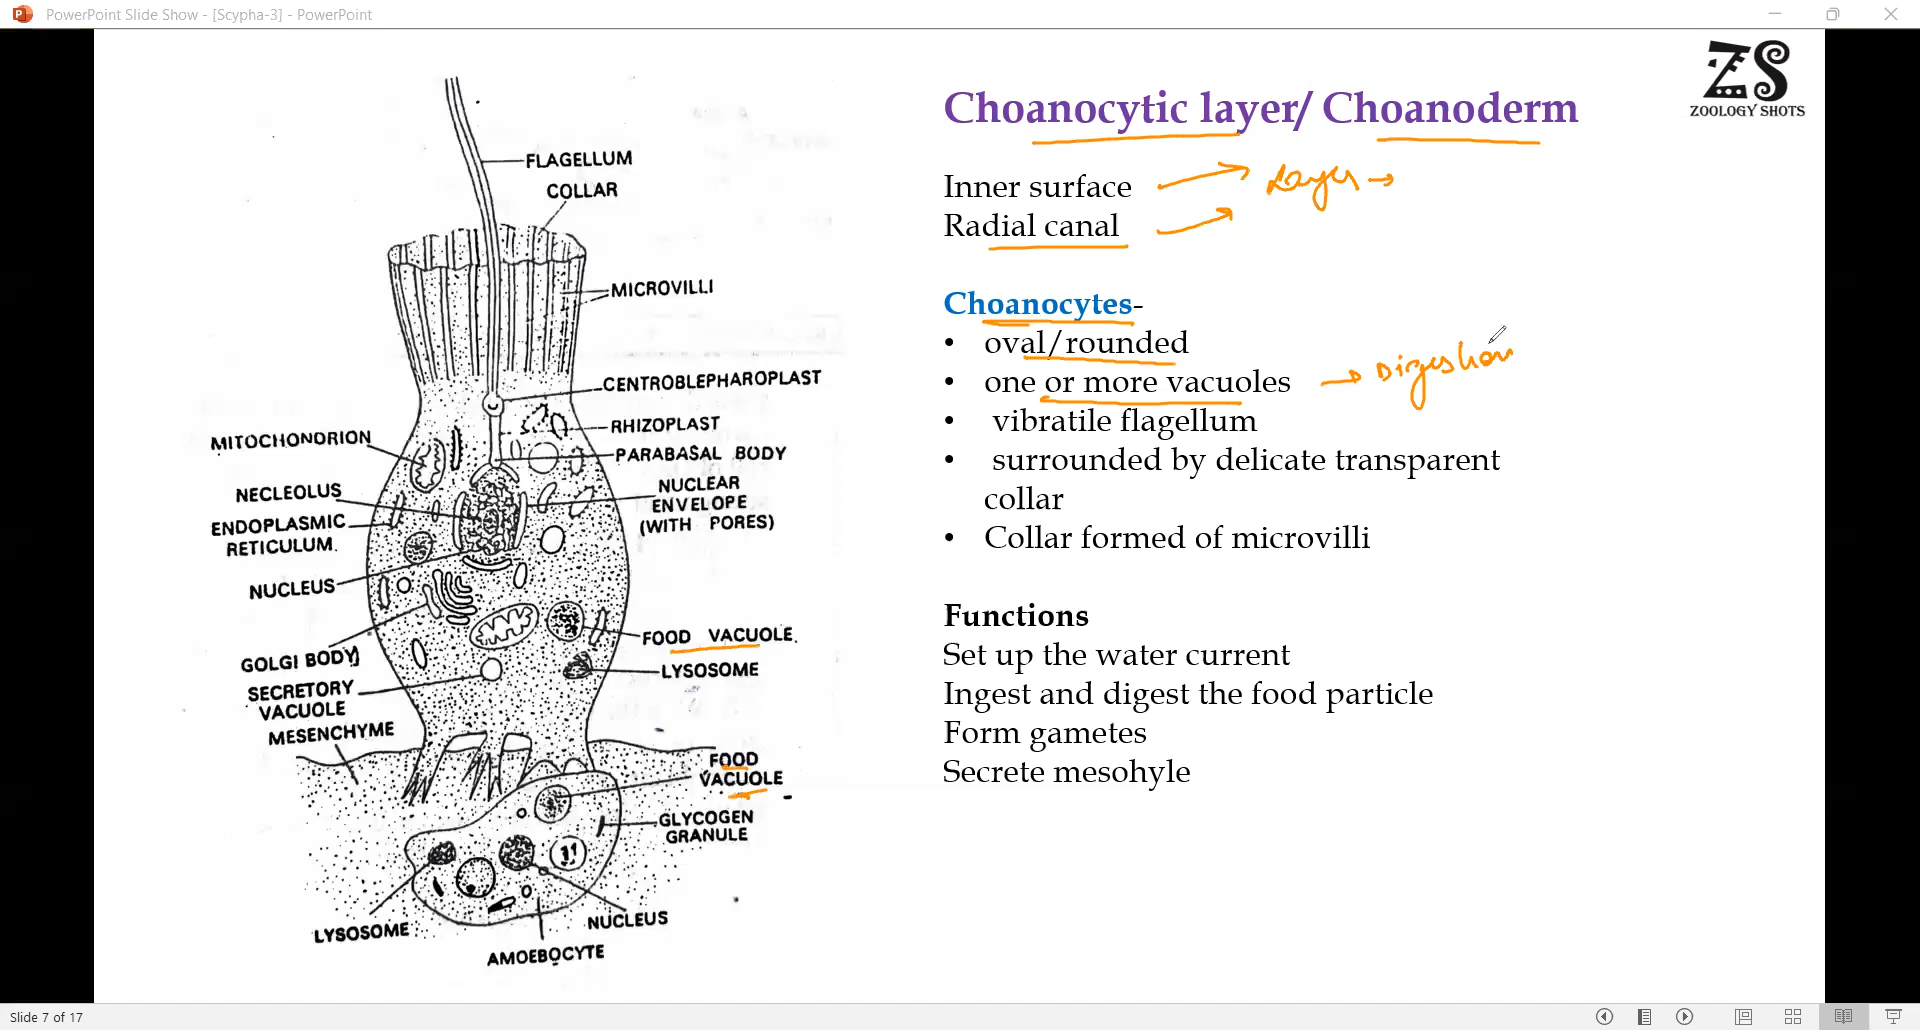 PowerPoint Slide Show - [Scypha-3] - PowerPoint
ZS
ZOOLOGY SHOTS
Choanocytic layer/ Choanoderm
Inner surface
Layer
Radial canal
Choanocytes-
• oval/rounded
• one or more vacuoles
Digestion
• vibratile flagellum
• surrounded by delicate transparent
collar
• Collar formed of microvilli
Functions
Set up the water current
Ingest and digest the food particle
Form gametes
Secrete mesohyle
FLAGELLUM
COLLAR
MICROVILLI
CENTROBLEPHAROPLAST
RHIZOPLAST
PARABASAL BODY
NUCLEAR
ENVELOPE
(WITH PORES)
FOOD VACUOLE.
LYSOSOME
FOOD
VACUOLE
GLYCOGEN
GRANULE
NUCLEUS
AMOEBOCYTE
LYSOSOME
MITOCHONDRION
NECLEOLUS
ENDOPLASMIC
RETICULUM.
NUCLEUS
GOLGI BODY
SECRETORY
VACUOLE
MESENCHYME
Slide 7 of 17